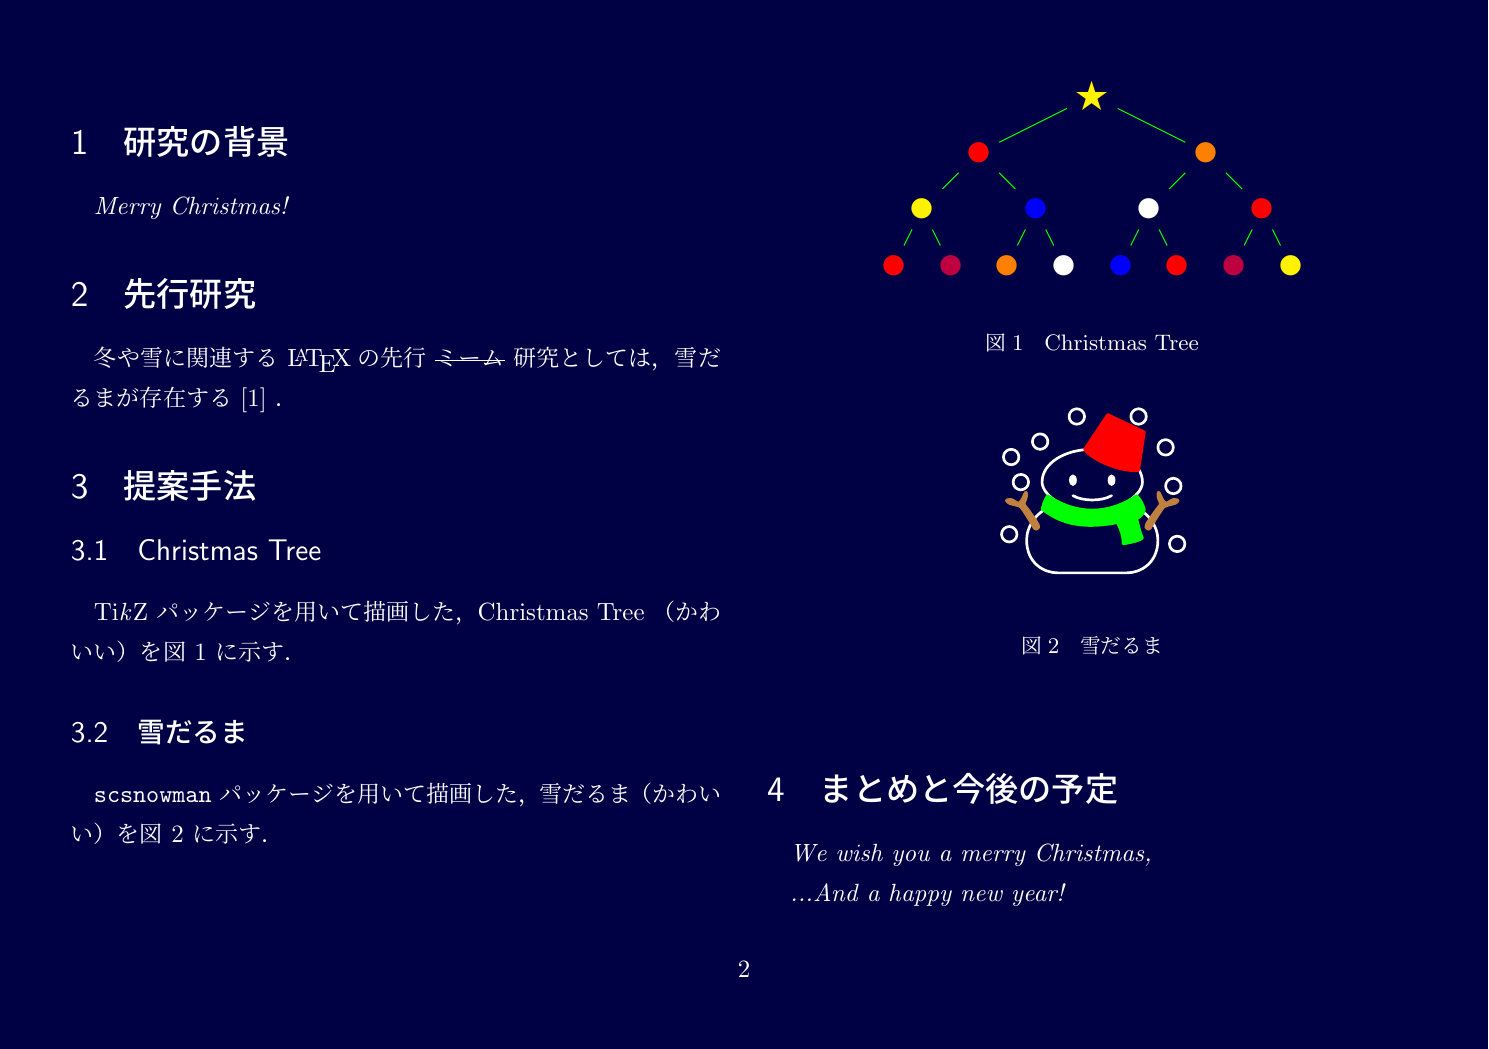 1 研究の背景
Merry Christmas!
2 先行研究
冬や雪に関連する LATEX の先行 ミーム 研究としては，雪だ
るまが存在する [1] .
3 提案手法
3.1 Christmas Tree
TikZ パッケージを用いて描画した，Christmas Tree （かわ
いい）を図 1 に示す．
3.2 雪だるま
scsnowman パッケージを用いて描画した，雪だるま（かわい
い）を図 2 に示す．
図 1 Christmas Tree
図 2 雪だるま
4 まとめと今後の予定
We wish you a merry Christmas,
...And a happy new year!
2